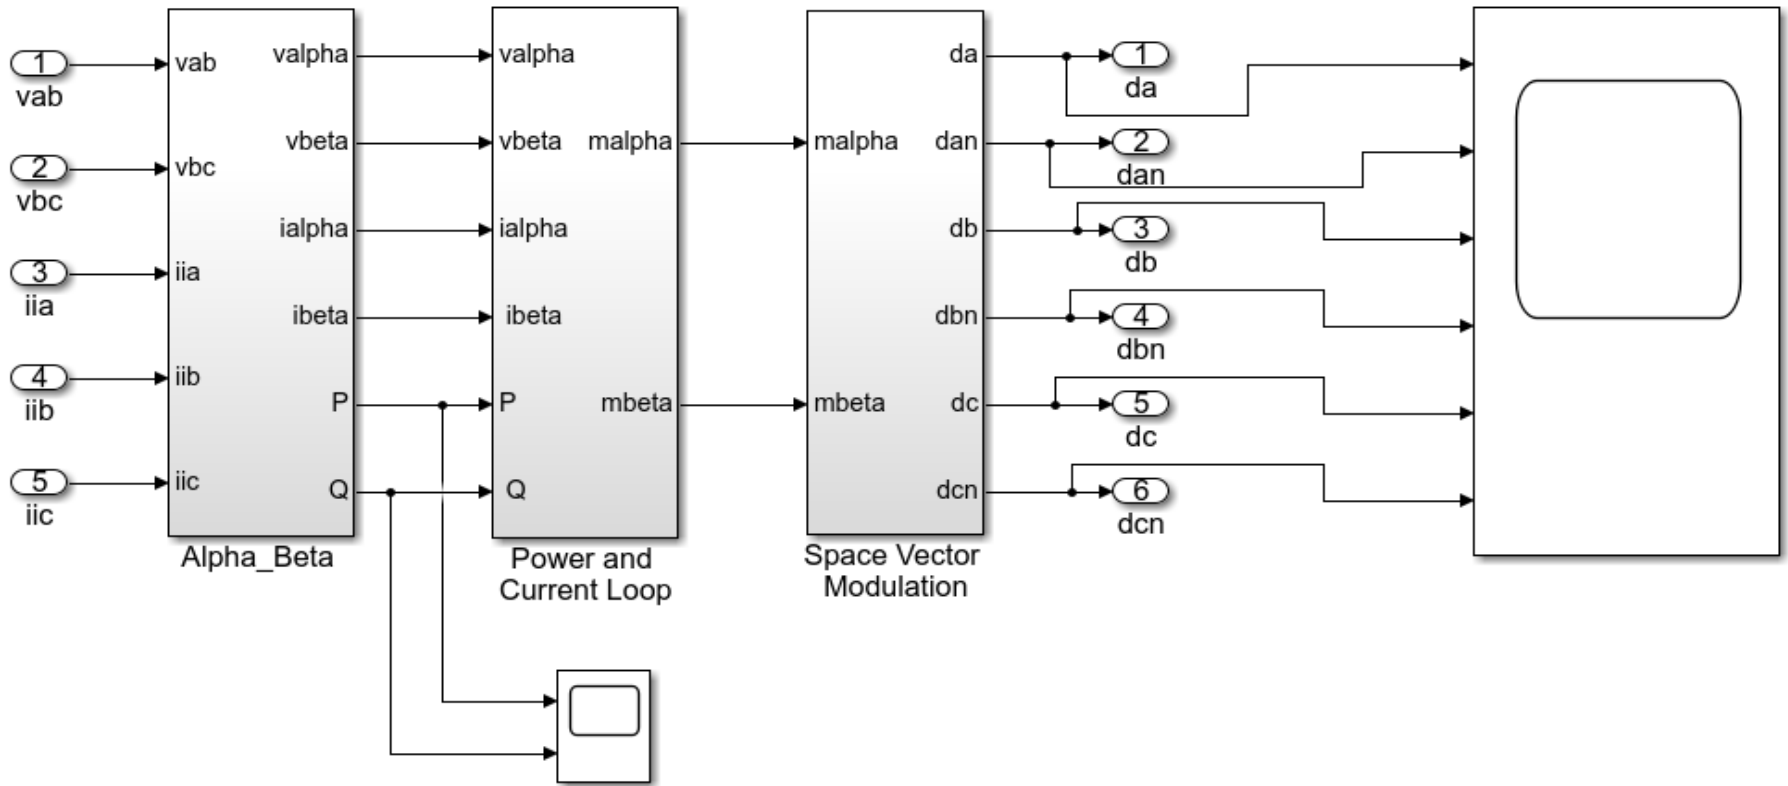 1
vab
2
vbc
3
iia
4
iib
5
iic
vab
vbc
iia
iib
iic
valpha
vbeta
ialpha
ibeta
P
Q
Alpha_Beta
valpha
vbeta
ialpha
ibeta
P
Q
malpha
mbeta
Power and
Current Loop
malpha
mbeta
da
dan
db
dbn
dc
dcn
Space Vector
Modulation
1
da
2
dan
3
db
4
dbn
5
dc
6
dcn